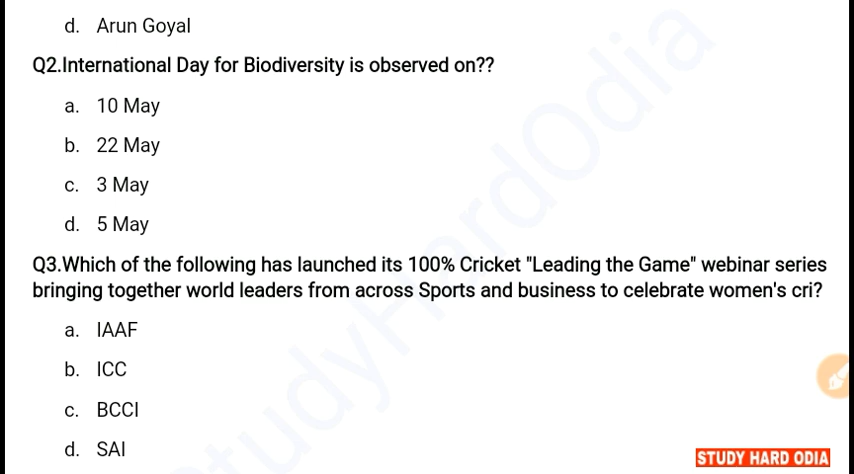 d. Arun Goyal
Q2.International Day for Biodiversity is observed on??
a. 10 May
b. 22 May
c. 3 May
d. 5 May
Q3.Which of the following has launched its 100% Cricket "Leading the Game" webinar series
bringing together world leaders from across Sports and business to celebrate women's cri?
a. IAAF
b. ICC
c. BCCI
d. SAI
StudyHardOdia
STUDY HARD ODIA